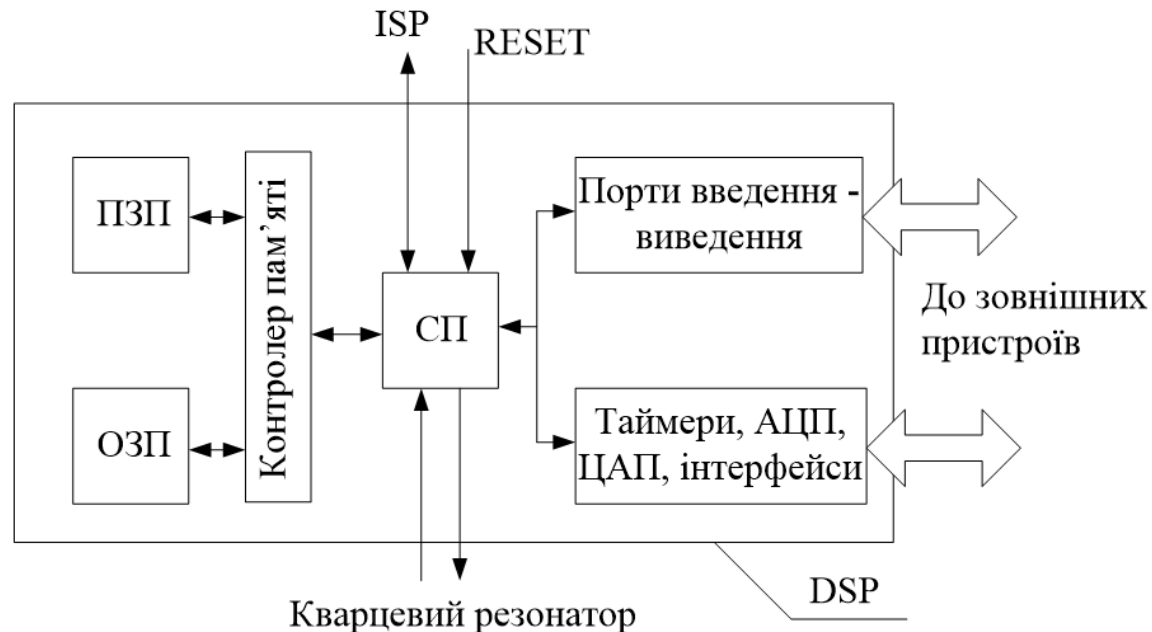 ISP
RESET
ПЗП
ОЗП
Контролер пам’яті
СП
Порти введення -
виведення
Таймери, АЦП,
ЦАП, інтерфейси
До зовнішних
пристроїв
Кварцевий резонатор
DSP